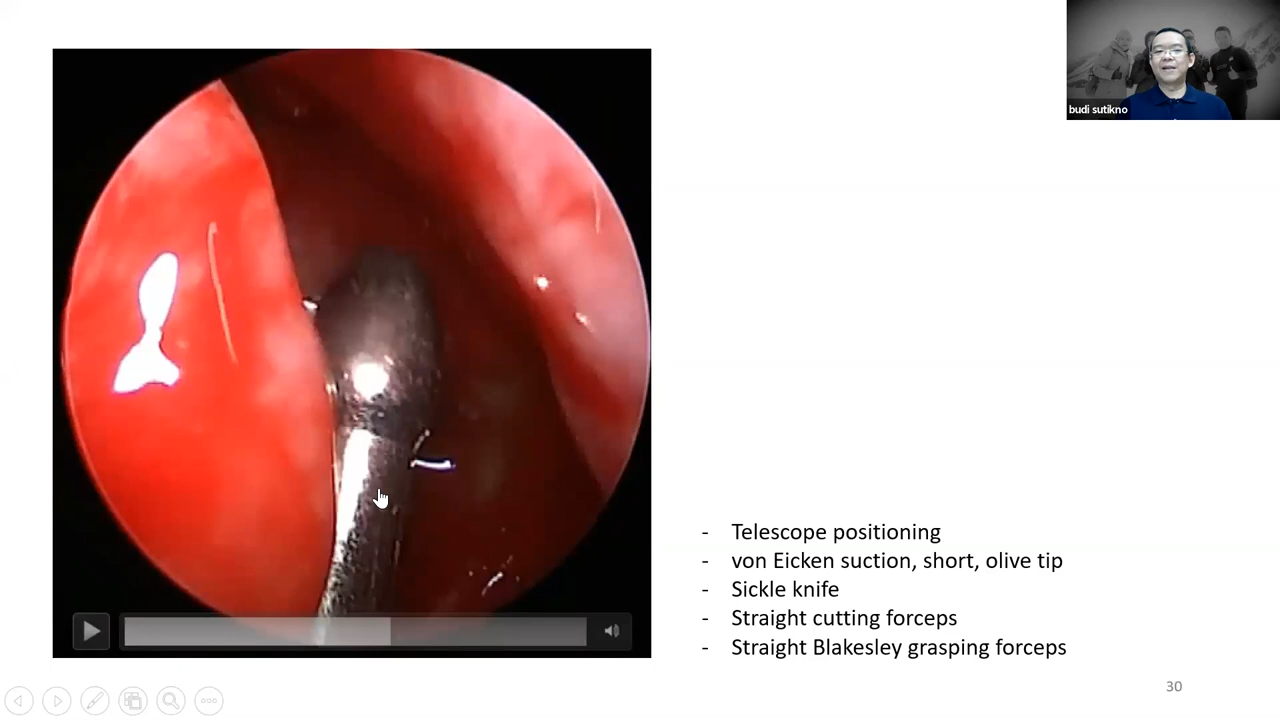 budi sutikno
- Telescope positioning
- von Eicken suction, short, olive tip
- Sickle knife
- Straight cutting forceps
- Straight Blakesley grasping forceps
30